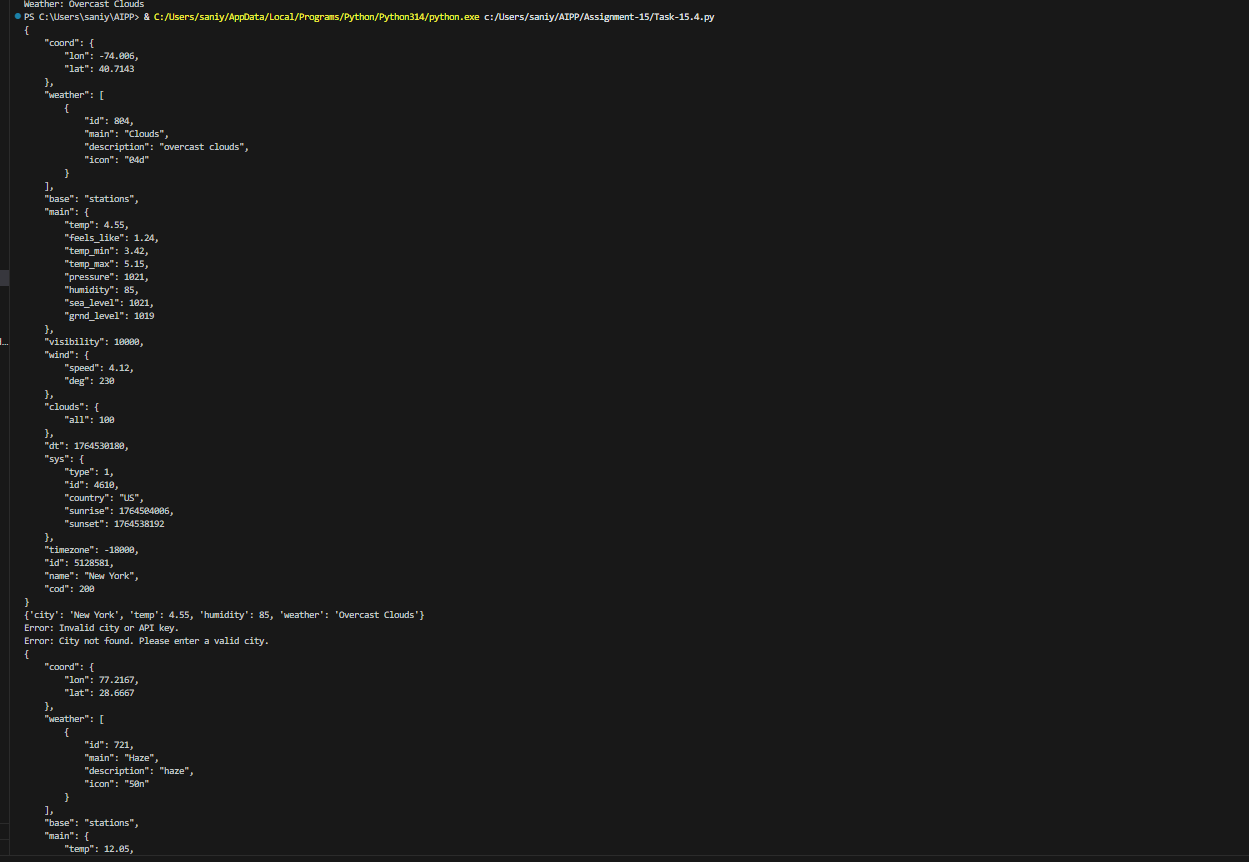 Weather: Overcast Clouds
PS C:\Users\saniy\AIPP> & C:/Users/saniy/AppData/Local/Programs/Python/Python314/python.exe c:/Users/saniy/AIPP/Assignment-15/Task-15.4.py
{
    "coord": {
        "lon": -74.006,
        "lat": 40.7143
    },
    "weather": [
        {
            "id": 804,
            "main": "Clouds",
            "description": "overcast clouds",
            "icon": "04d"
        }
    ],
    "base": "stations",
    "main": {
        "temp": 4.55,
        "feels_like": 1.24,
        "temp_min": 3.42,
        "temp_max": 5.15,
        "pressure": 1021,
        "humidity": 85,
        "sea_level": 1021,
        "grnd_level": 1019
    },
    "visibility": 10000,
    "wind": {
        "speed": 4.12,
        "deg": 230
    },
    "clouds": {
        "all": 100
    },
    "dt": 1764530180,
    "sys": {
        "type": 1,
        "id": 4610,
        "country": "US",
        "sunrise": 1764504006,
        "sunset": 1764538192
    },
    "timezone": -18000,
    "id": 5128581,
    "name": "New York",
    "cod": 200
}
{'city': 'New York', 'temp': 4.55, 'humidity': 85, 'weather': 'Overcast Clouds'}
Error: Invalid city or API key.
Error: City not found. Please enter a valid city.
{
    "coord": {
        "lon": 77.2167,
        "lat": 28.6667
    },
    "weather": [
        {
            "id": 721,
            "main": "Haze",
            "description": "haze",
            "icon": "50n"
        }
    ],
    "base": "stations",
    "main": {
        "temp": 12.05,